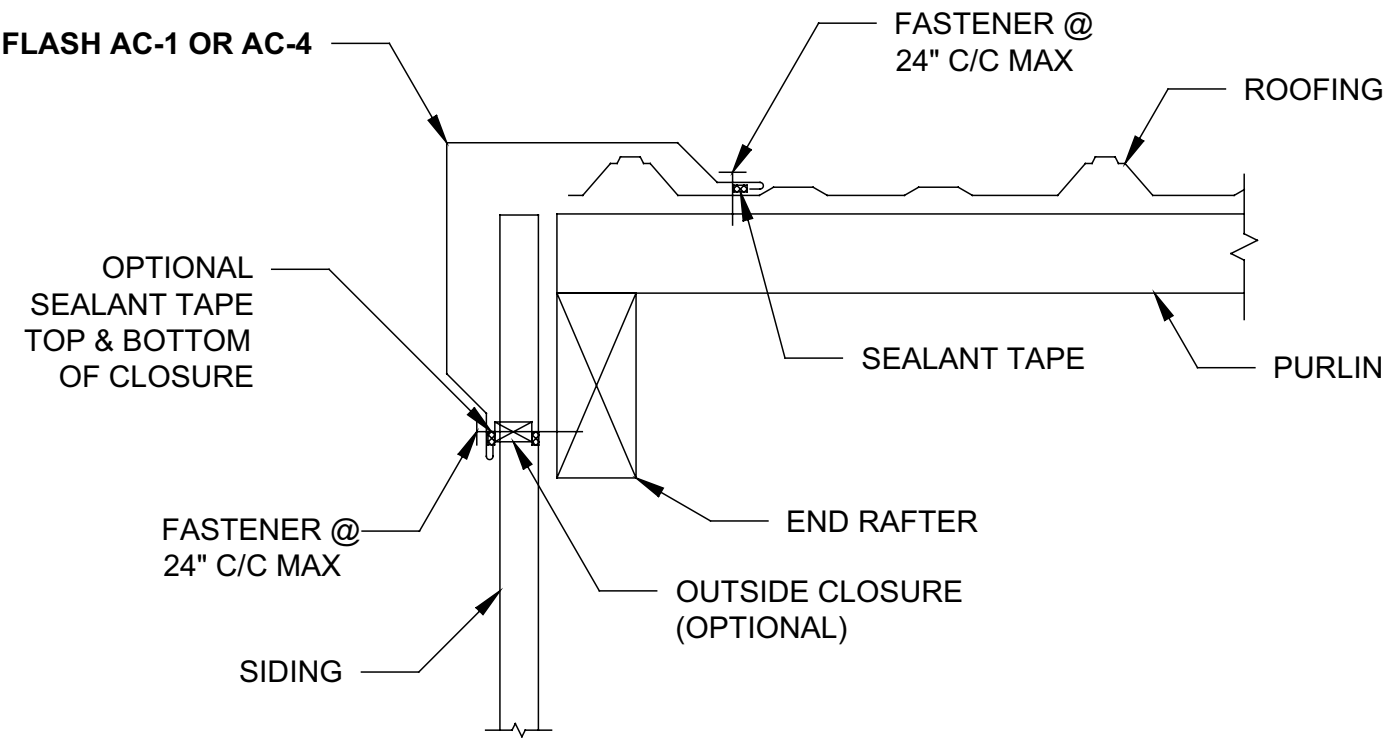 FLASH AC-1 OR AC-4
FASTENER @
24" C/C MAX
ROOFING
OPTIONAL
SEALANT TAPE
TOP & BOTTOM
OF CLOSURE
SEALANT TAPE
PURLIN
FASTENER @
24" C/C MAX
END RAFTER
OUTSIDE CLOSURE
(OPTIONAL)
SIDING